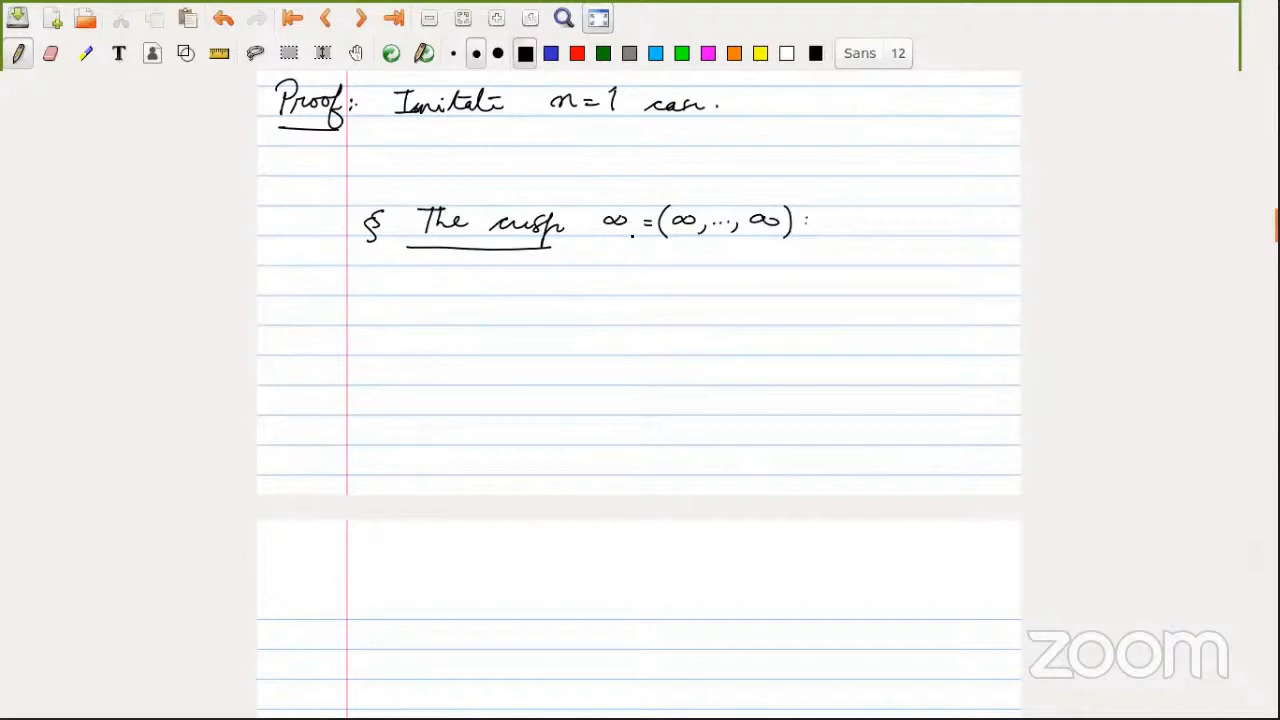 T Sans 12
Proof: Imitate n=1 case.
§ The cusp ∞ = (∞, ..., ∞) :
zoom